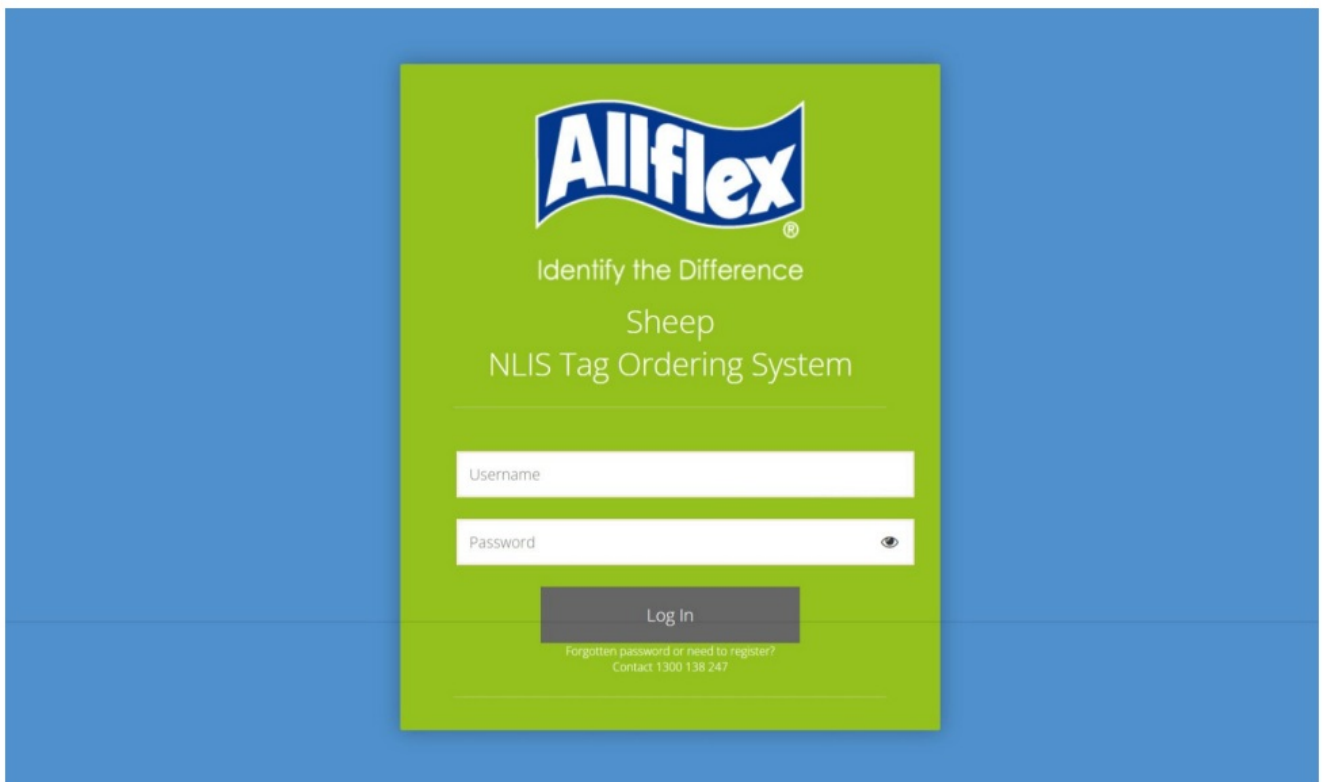 Allflex
®
Identify the Difference
Sheep
NLIS Tag Ordering System
Username
Password
Log In
Forgotten password or need to register?
Contact 1300 138 247